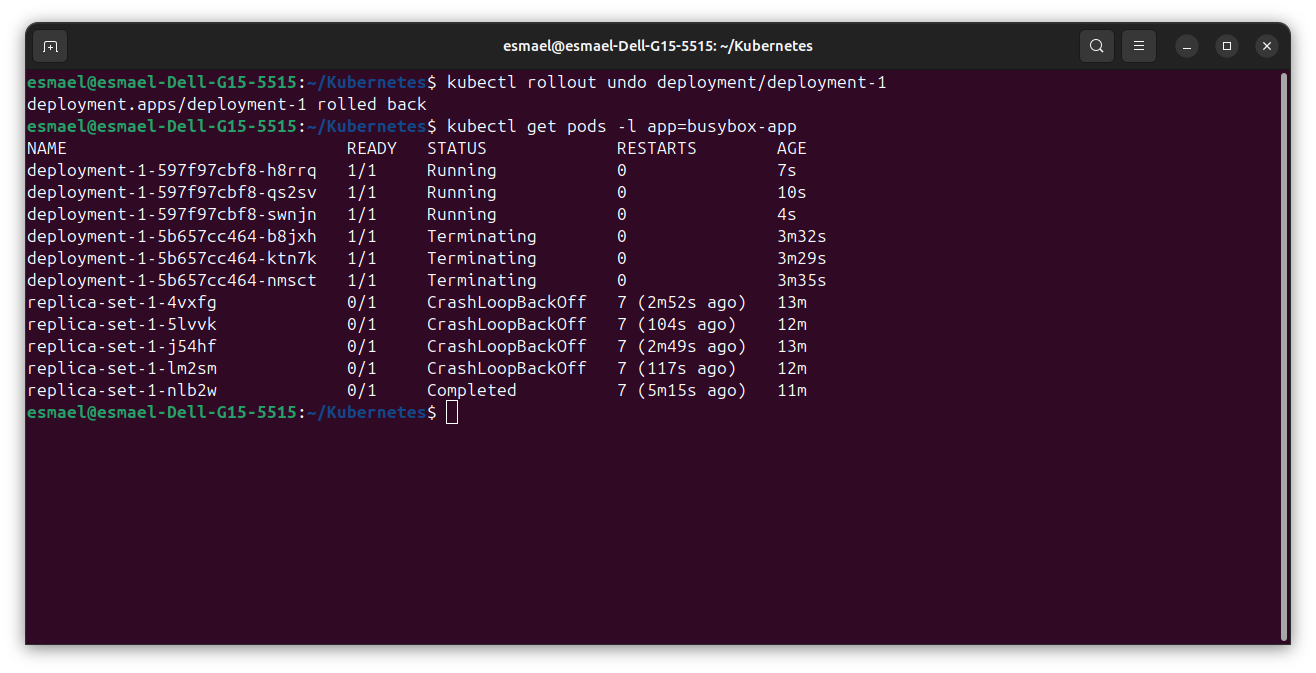 esmael@esmael-Dell-G15-5515: ~/Kubernetes
esmael@esmael-Dell-G15-5515:~/Kubernetes$ kubectl rollout undo deployment/deployment-1
deployment.apps/deployment-1 rolled back
esmael@esmael-Dell-G15-5515:~/Kubernetes$ kubectl get pods -l app=busybox-app
NAME                            READY   STATUS             RESTARTS        AGE
deployment-1-597f97cbf8-h8rrq   1/1     Running            0               7s
deployment-1-597f97cbf8-qs2sv   1/1     Running            0               10s
deployment-1-597f97cbf8-swnjn   1/1     Running            0               4s
deployment-1-5b657cc464-b8jxh   1/1     Terminating        0               3m32s
deployment-1-5b657cc464-ktn7k   1/1     Terminating        0               3m29s
deployment-1-5b657cc464-nmsct   1/1     Terminating        0               3m35s
replica-set-1-4vxfg             0/1     CrashLoopBackOff   7 (2m52s ago)   13m
replica-set-1-5lvvk             0/1     CrashLoopBackOff   7 (104s ago)    12m
replica-set-1-j54hf             0/1     CrashLoopBackOff   7 (2m49s ago)   13m
replica-set-1-lm2sm             0/1     CrashLoopBackOff   7 (117s ago)    12m
replica-set-1-nlb2w             0/1     Completed          7 (5m15s ago)   11m
esmael@esmael-Dell-G15-5515:~/Kubernetes$